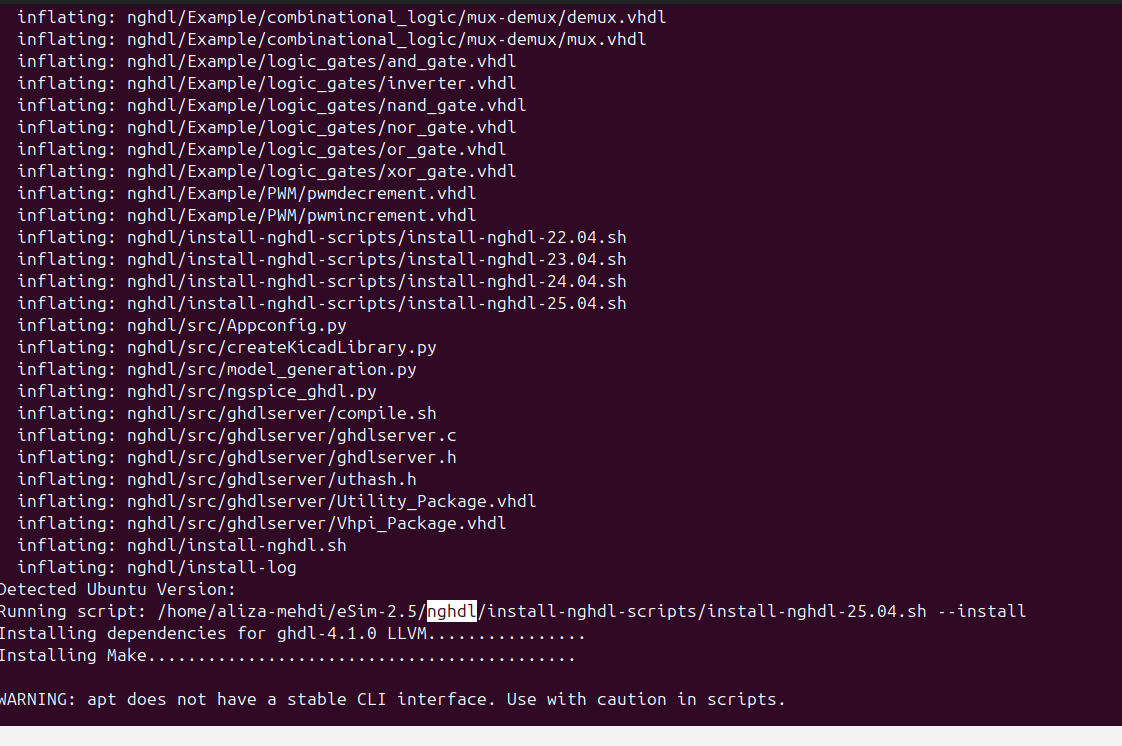 inflating: nghdl/Example/combinational_logic/mux-demux/demux.vhdl
inflating: nghdl/Example/combinational_logic/mux-demux/mux.vhdl
inflating: nghdl/Example/logic_gates/and_gate.vhdl
inflating: nghdl/Example/logic_gates/inverter.vhdl
inflating: nghdl/Example/logic_gates/nand_gate.vhdl
inflating: nghdl/Example/logic_gates/nor_gate.vhdl
inflating: nghdl/Example/logic_gates/or_gate.vhdl
inflating: nghdl/Example/logic_gates/xor_gate.vhdl
inflating: nghdl/Example/PWM/pwmdecrement.vhdl
inflating: nghdl/Example/PWM/pwmincrement.vhdl
inflating: nghdl/install-nghdl-scripts/install-nghdl-22.04.sh
inflating: nghdl/install-nghdl-scripts/install-nghdl-23.04.sh
inflating: nghdl/install-nghdl-scripts/install-nghdl-24.04.sh
inflating: nghdl/install-nghdl-scripts/install-nghdl-25.04.sh
inflating: nghdl/src/Appconfig.py
inflating: nghdl/src/createKicadLibrary.py
inflating: nghdl/src/model_generation.py
inflating: nghdl/src/ngspice_ghdl.py
inflating: nghdl/src/ghdlserver/compile.sh
inflating: nghdl/src/ghdlserver/ghdlserver.c
inflating: nghdl/src/ghdlserver/ghdlserver.h
inflating: nghdl/src/ghdlserver/uthash.h
inflating: nghdl/src/ghdlserver/Utility_Package.vhdl
inflating: nghdl/src/ghdlserver/Vhpi_Package.vhdl
inflating: nghdl/install-nghdl.sh
inflating: nghdl/install-log
Detected Ubuntu Version:
Running script: /home/aliza-mehdi/eSim-2.5/nghdl/install-nghdl-scripts/install-nghdl-25.04.sh --install
Installing dependencies for ghdl-4.1.0 LLVM................
Installing Make...........................................
WARNING: apt does not have a stable CLI interface. Use with caution in scripts.